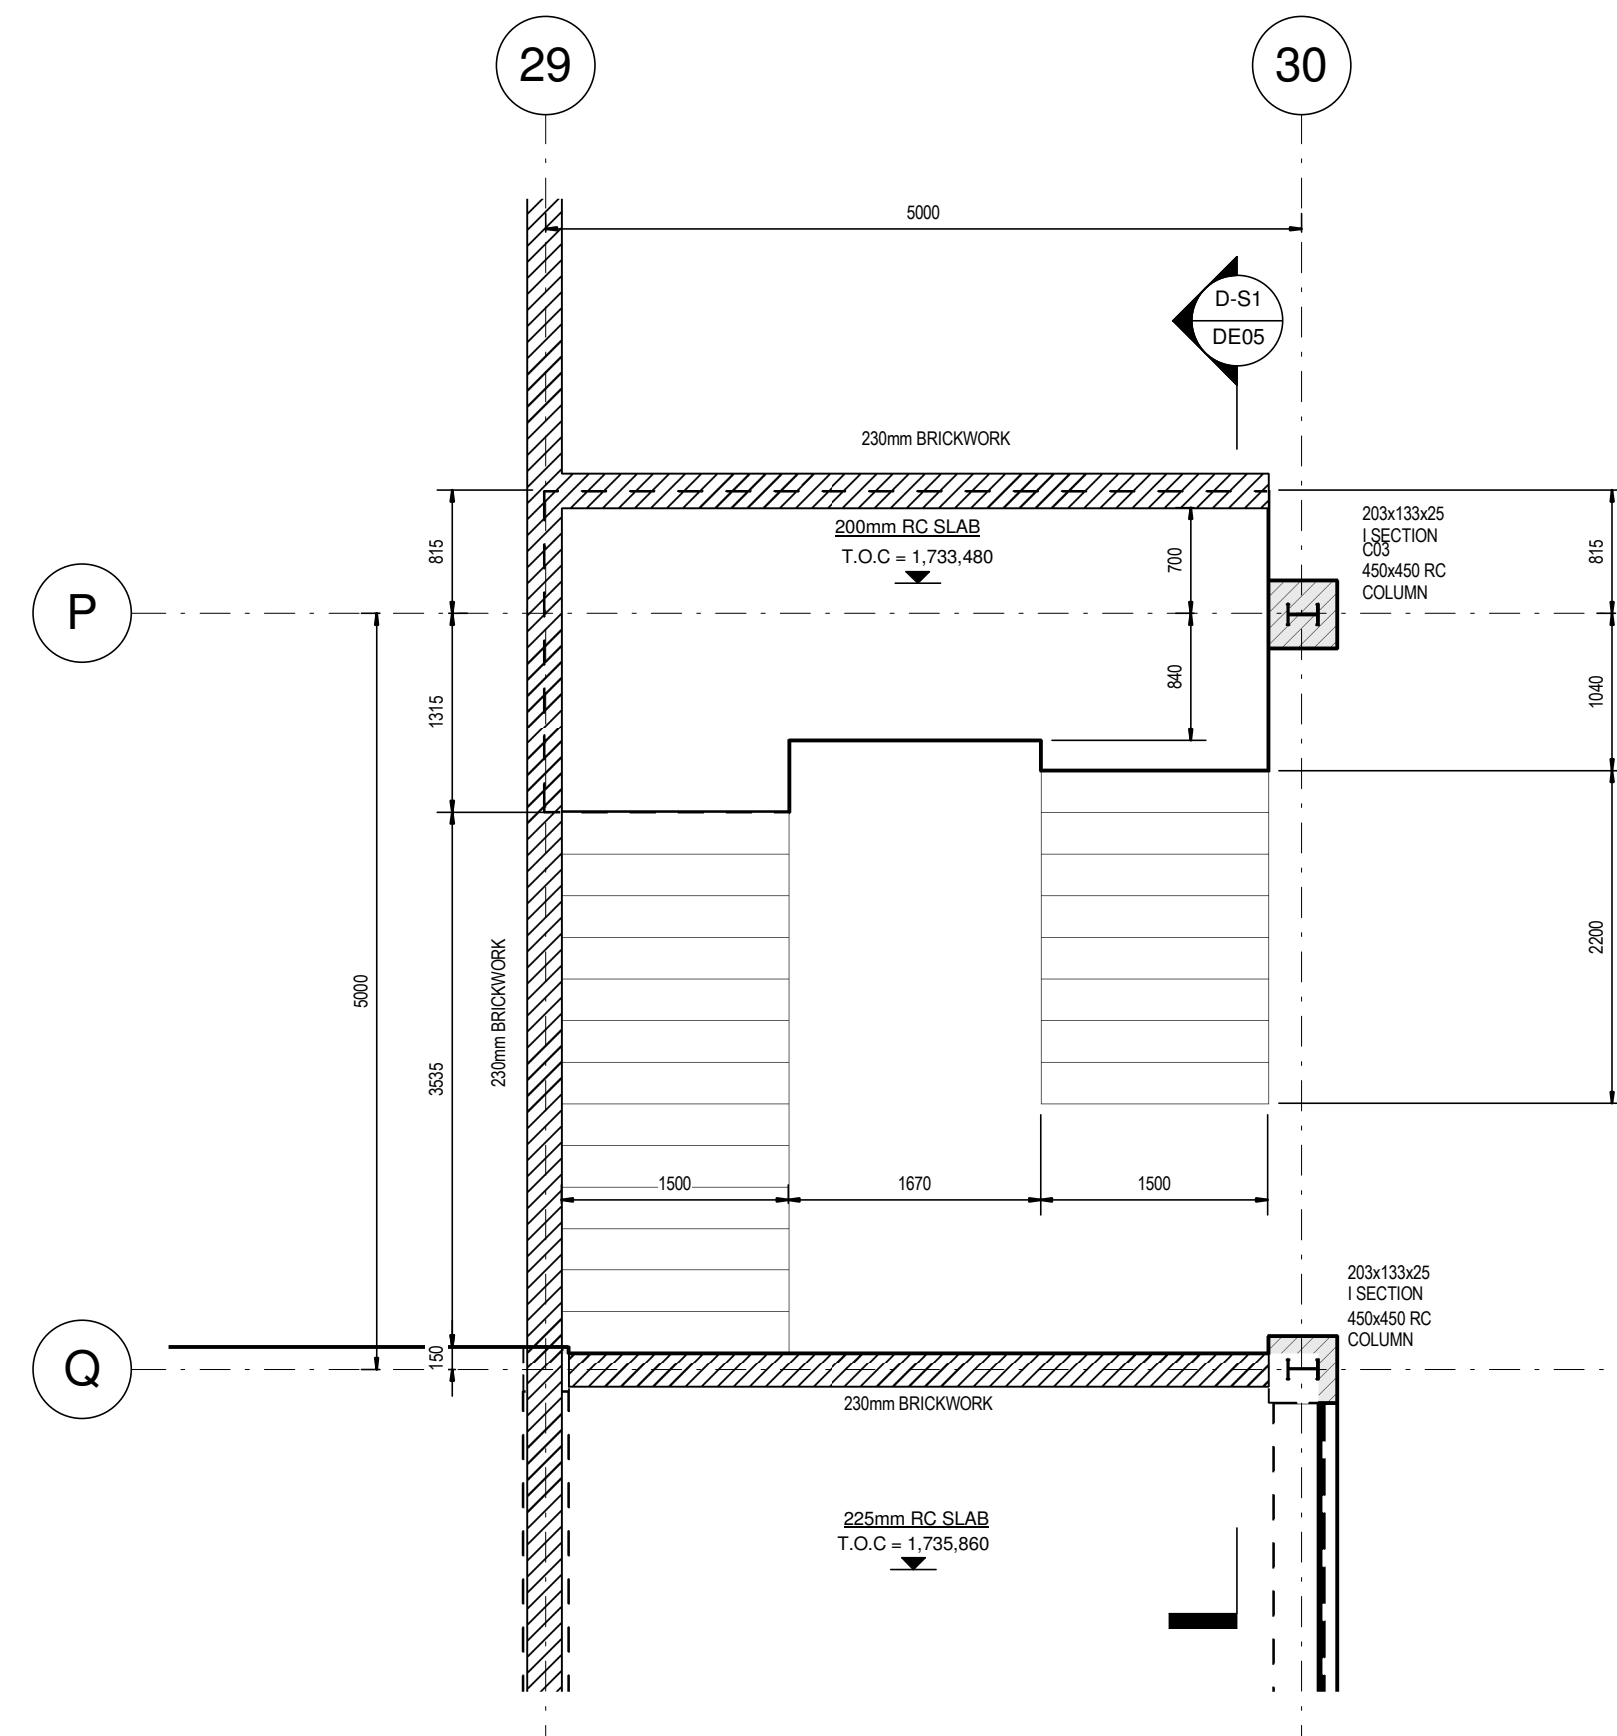 29
30
5000
D-S1
DE05
230mm BRICKWORK
815
200mm RC SLAB
T.O.C = 1,733,480
700
203x133x25
I SECTION
C03
450x450 RC
COLUMN
815
P
1315
840
1040
5000
3535
230mm BRICKWORK
2200
1500
1670
1500
203x133x25
I SECTION
450x450 RC
COLUMN
150
Q
230mm BRICKWORK
225mm RC SLAB
T.O.C = 1,735,860